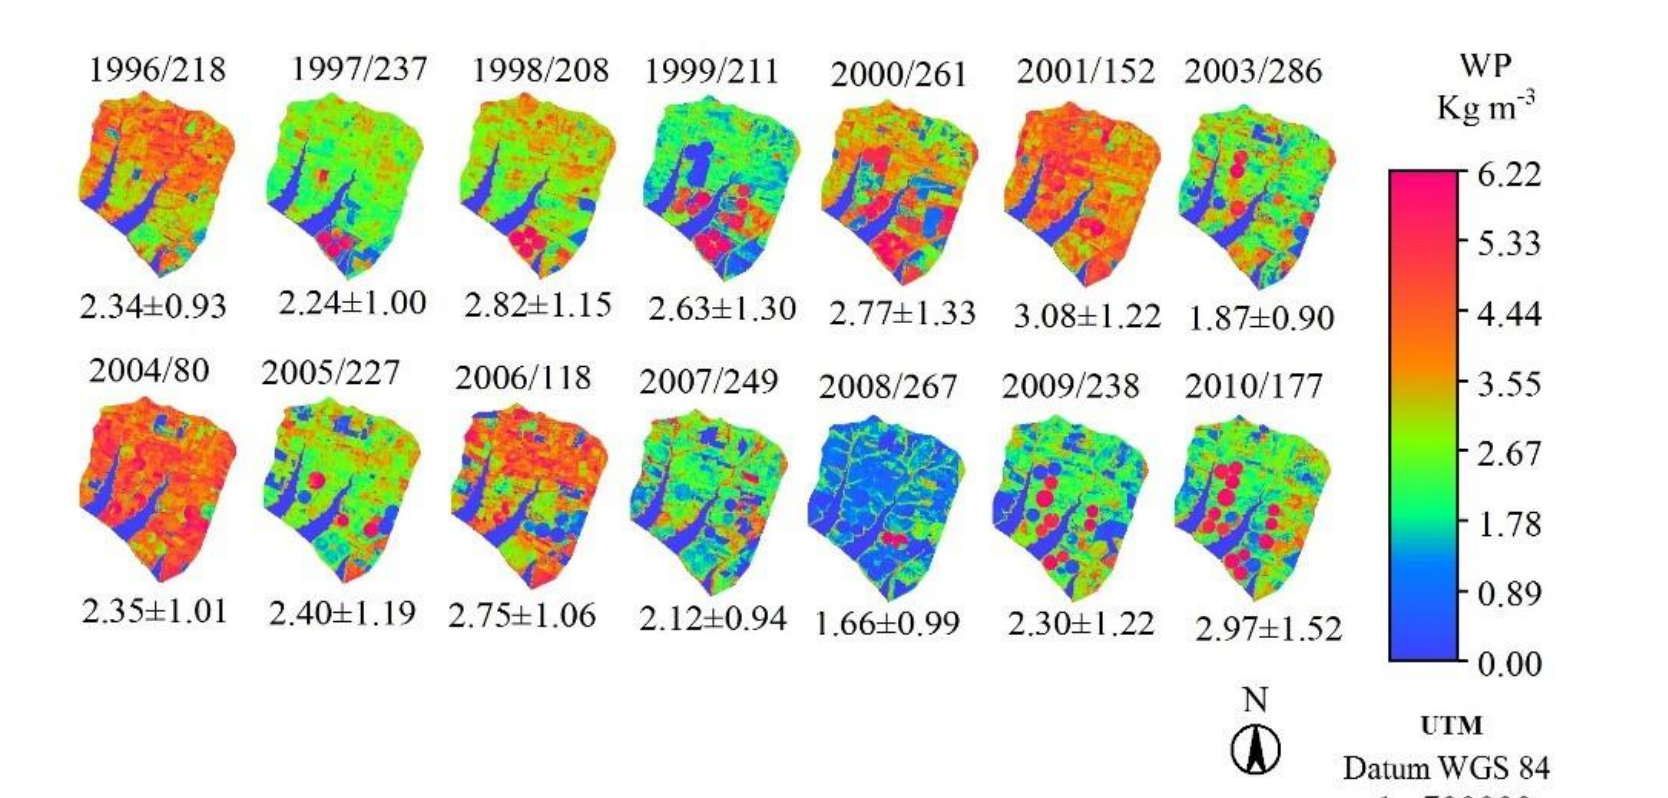 1996/218 1997/237 1998/208 1999/211 2000/261 2001/152 2003/286
2.34±0.93 2.24±1.00 2.82±1.15 2.63±1.30 2.77±1.33 3.08±1.22 1.87±0.90
2004/80 2005/227 2006/118 2007/249 2008/267 2009/238 2010/177
2.35±1.01 2.40±1.19 2.75±1.06 2.12±0.94 1.66±0.99 2.30±1.22 2.97±1.52
WP
Kg m⁻³
6.22
5.33
4.44
3.55
2.67
1.78
0.89
0.00
N
UTM
Datum WGS 84